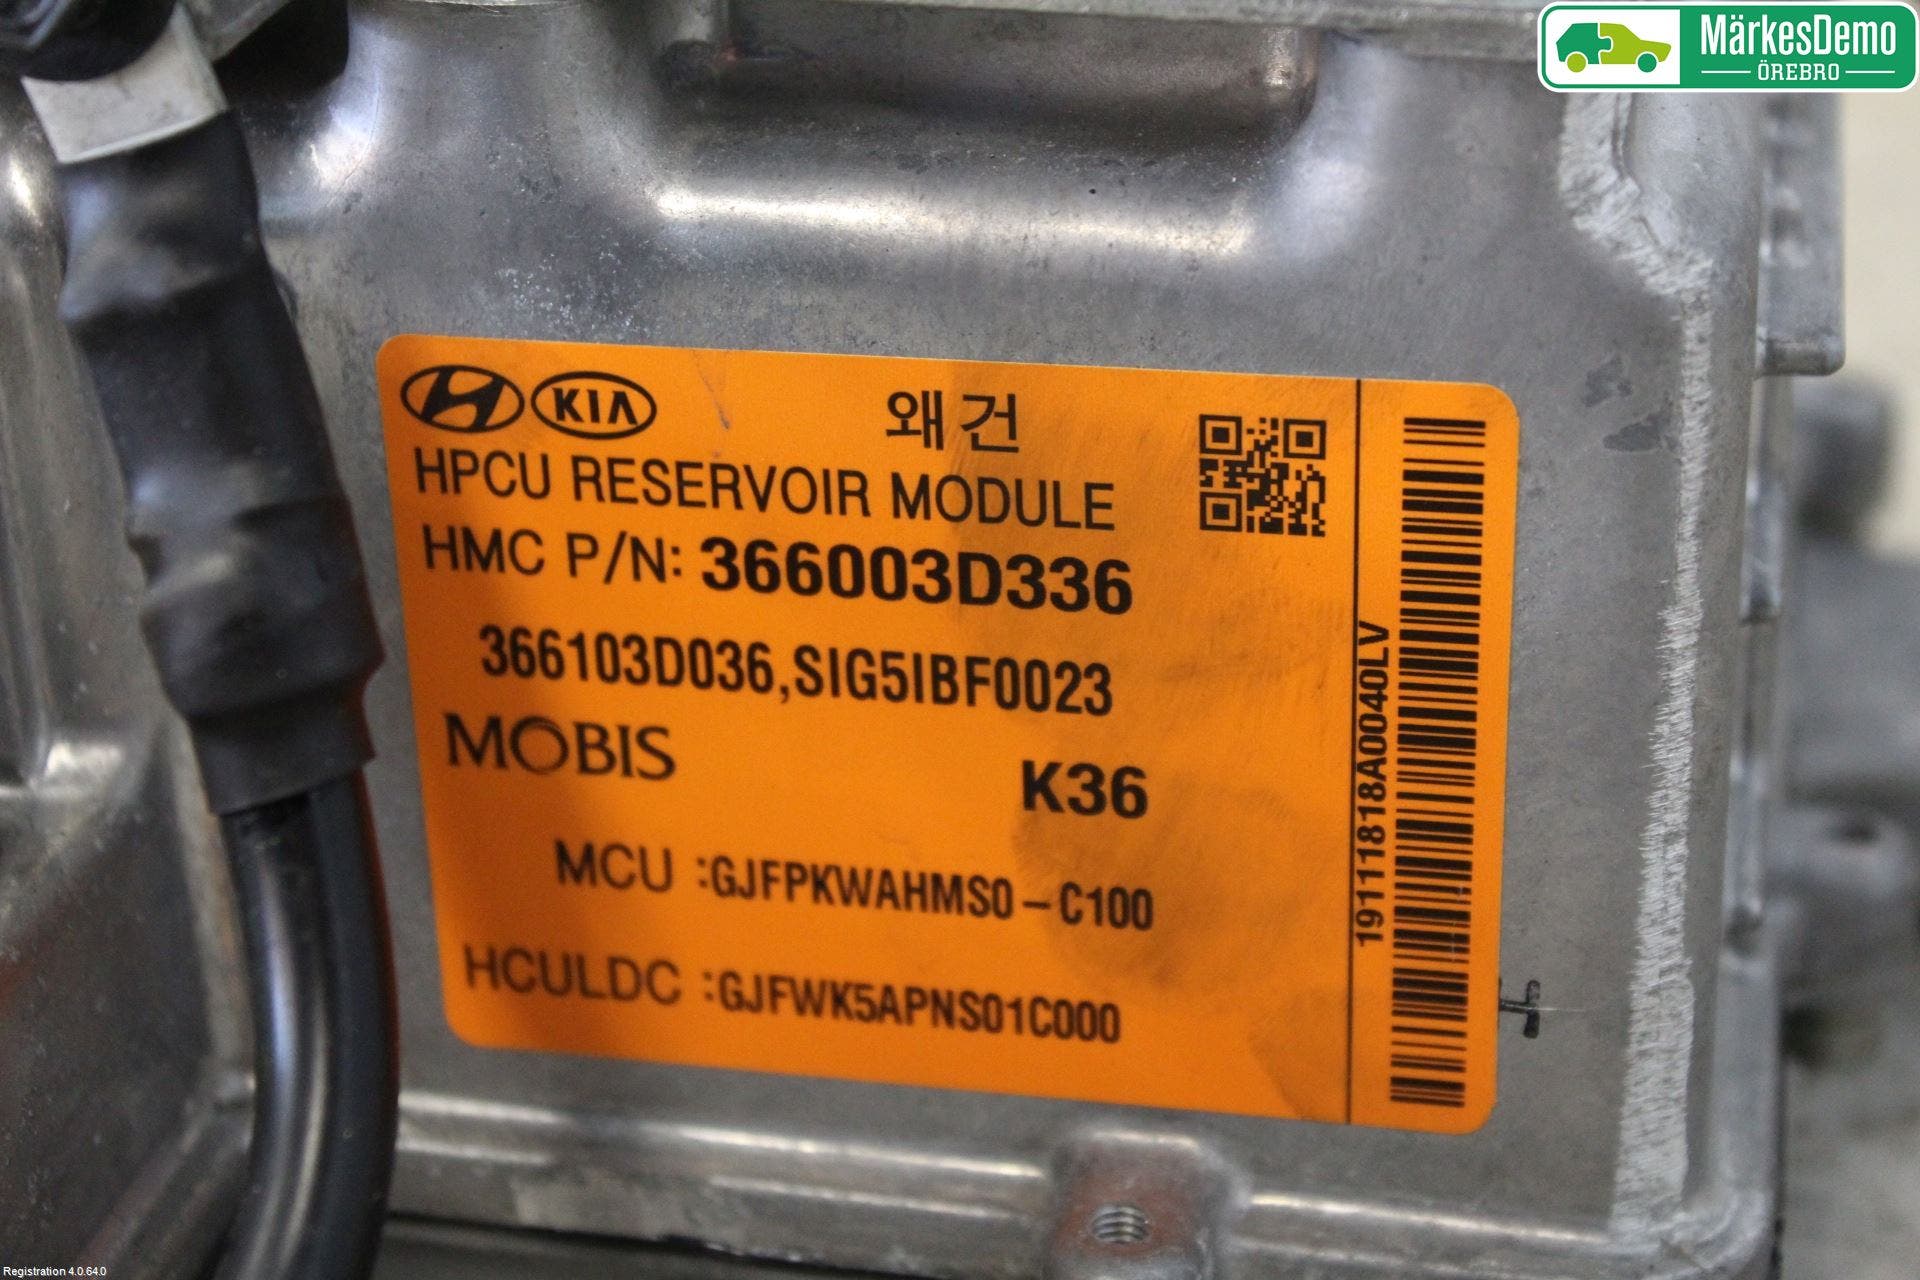 MärkesDemo
ÖREBRO
KIA
왜건
HPCU RESERVOIR MODULE
HMC P/N: 366003D336
366103D036,SIG5IBF0023
MOBIS
K36
MCU :GJFPKWAHMS0-C100
HCULDC :GJFWK5APNS01C000
19111818A0040LV
Registration 4.0.64.0